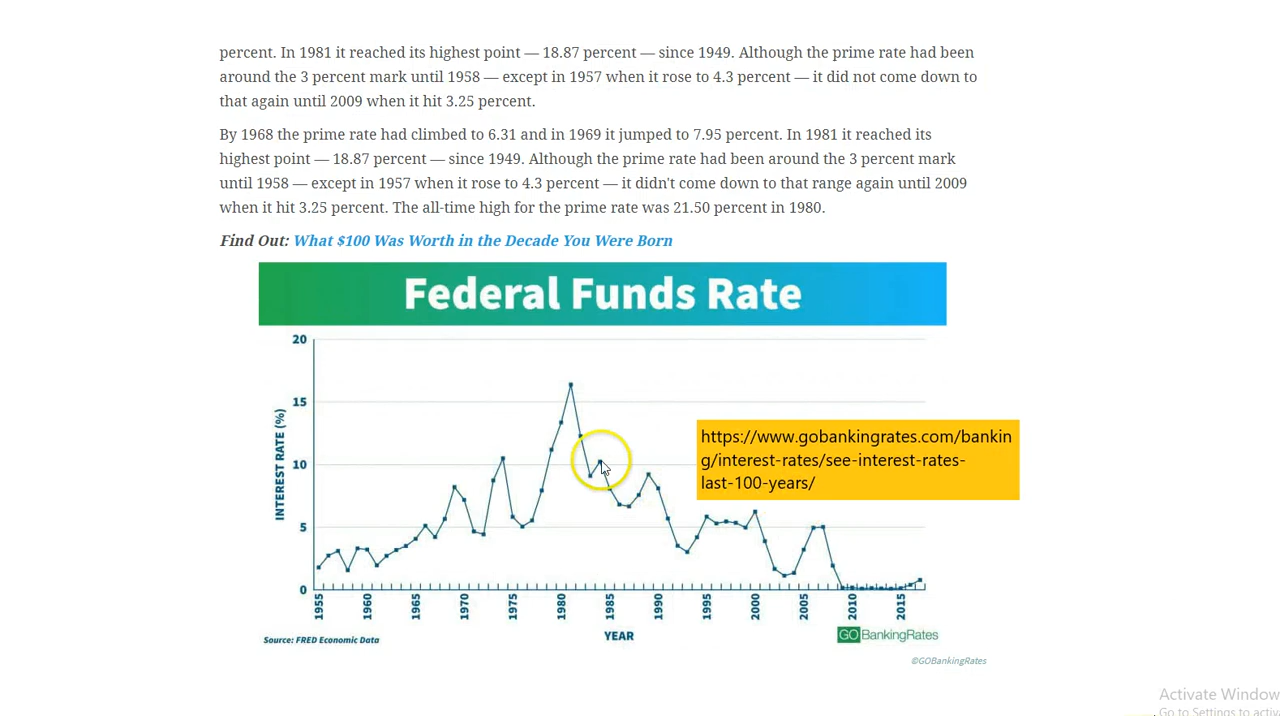 percent. In 1981 it reached its highest point — 18.87 percent — since 1949. Although the prime rate had been
around the 3 percent mark until 1958 — except in 1957 when it rose to 4.3 percent — it did not come down to
that again until 2009 when it hit 3.25 percent.
By 1968 the prime rate had climbed to 6.31 and in 1969 it jumped to 7.95 percent. In 1981 it reached its
highest point — 18.87 percent — since 1949. Although the prime rate had been around the 3 percent mark
until 1958 — except in 1957 when it rose to 4.3 percent — it didn't come down to that range again until 2009
when it hit 3.25 percent. The all-time high for the prime rate was 21.50 percent in 1980.
Find Out: What $100 Was Worth in the Decade You Were Born
Federal Funds Rate
20
15
10
5
0
INTEREST RATE (%)
https://www.gobankingrates.com/bankin
g/interest-rates/see-interest-rates-
last-100-years/
1955 1960 1965 1970 1975 1980 1985 1990 1995 2000 2005 2010 2015
YEAR
Source: FRED Economic Data
GOBankingRates
©GOBankingRates
Activate Window
Go to Settings to activ